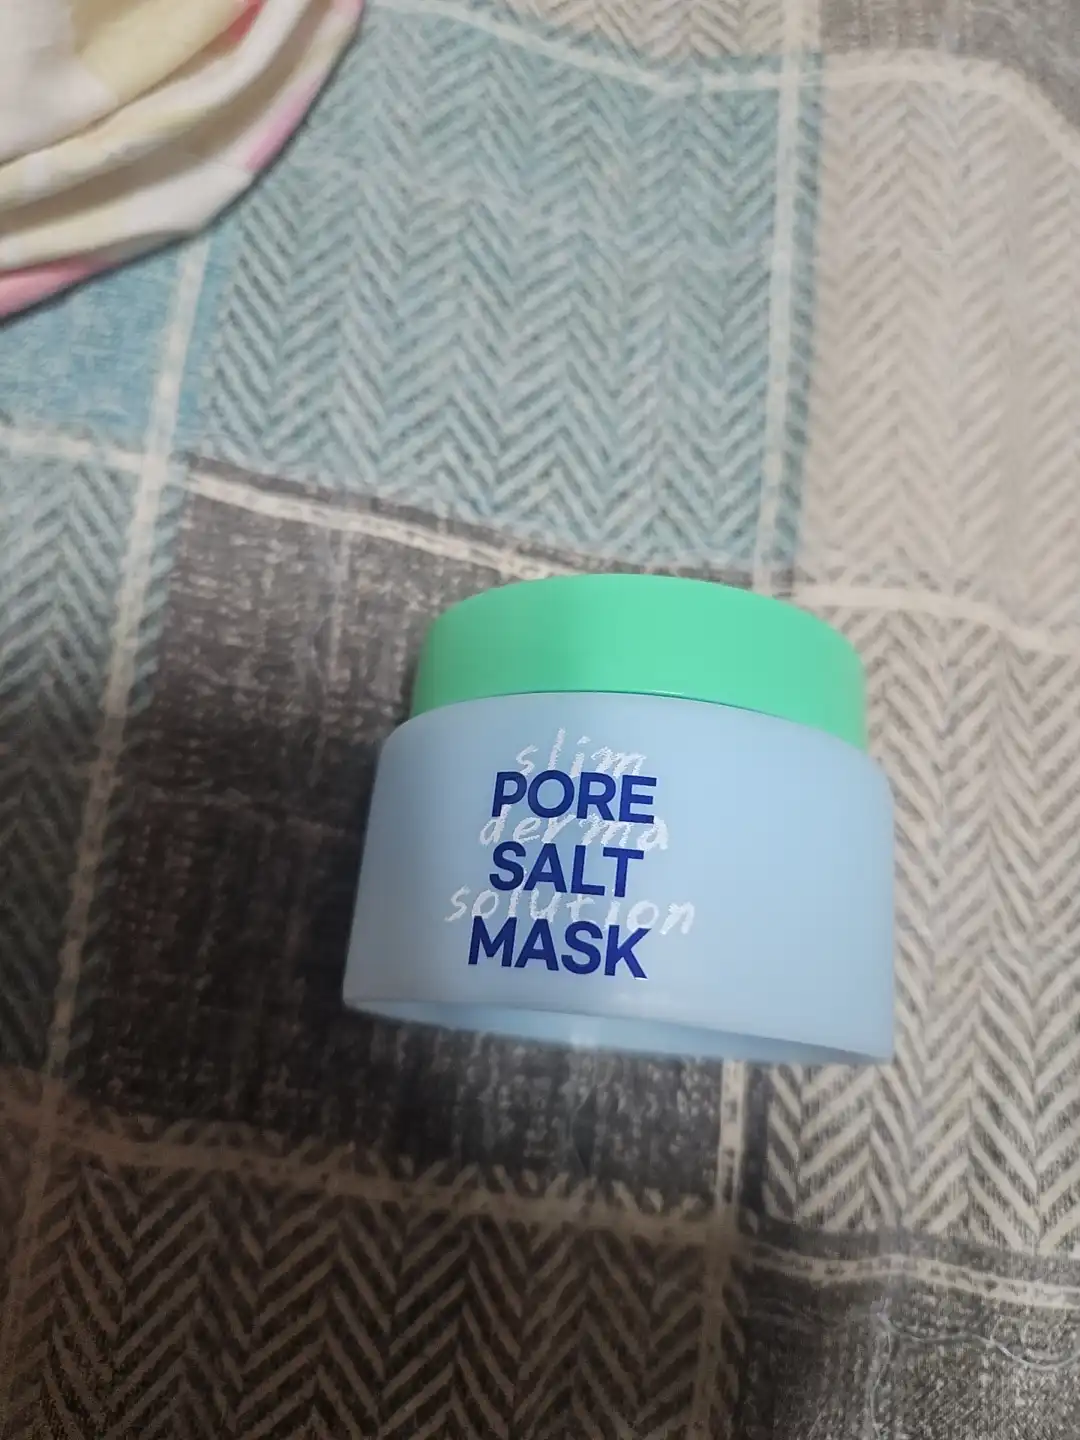 slim
PORE
derma
SALT
solution
MASK